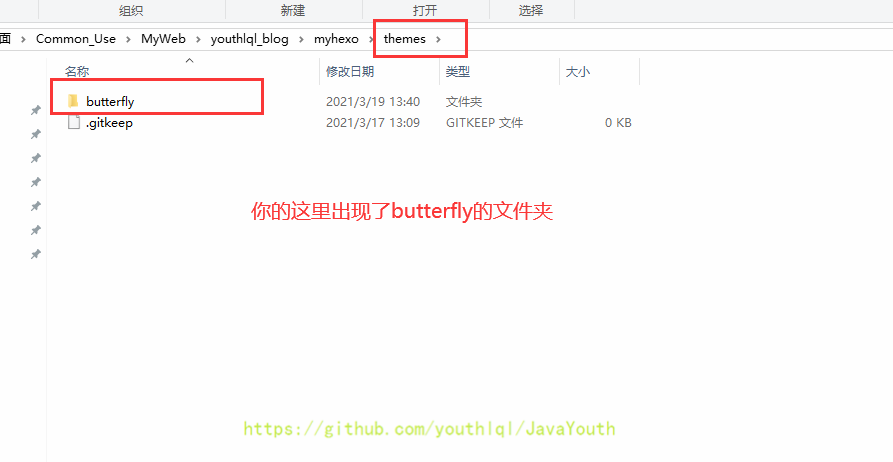 组织 新建 打开 选择
面 > Common_Use > MyWeb > youthlql_blog > myhexo > themes >
名称 修改日期 类型 大小
butterfly 2021/3/19 13:40 文件夹
.gitkeep 2021/3/17 13:09 GITKEEP 文件 0 KB
你的这里出现了butterfly的文件夹
https://github.com/youthlql/JavaYouth